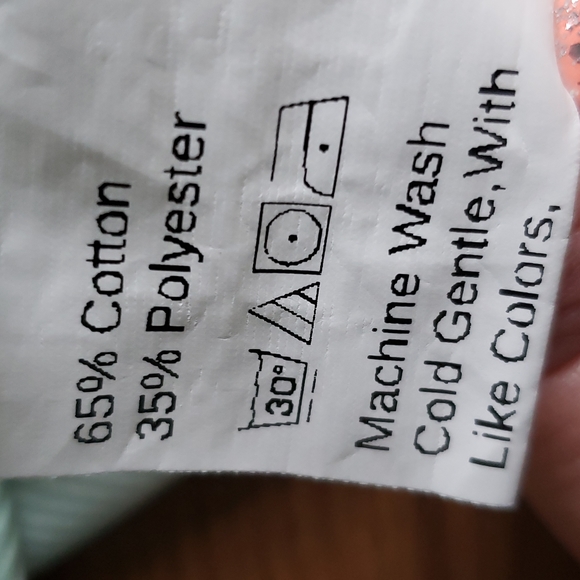 65% Cotton
35% Polyester
30°
Machine Wash
Cold Gentle, With
Like Colors,